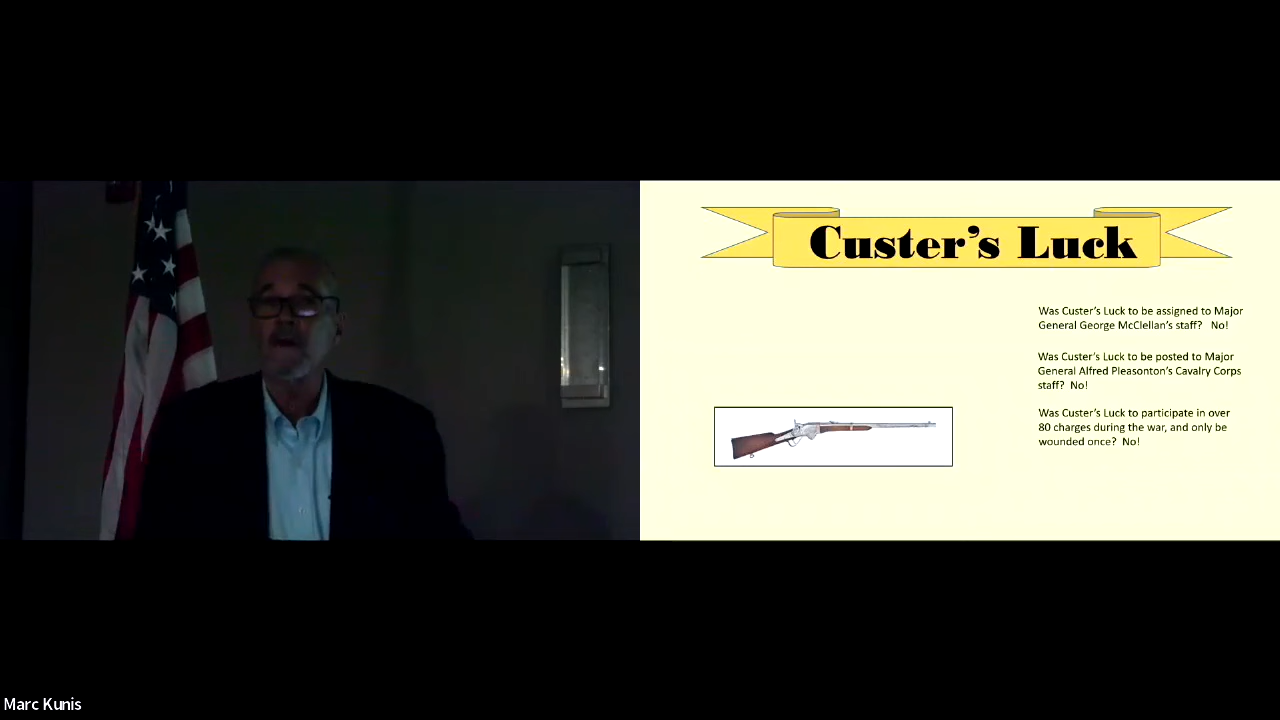 Custer's Luck
Was Custer's Luck to be assigned to Major
General George McClellan's staff? No!
Was Custer's Luck to be posted to Major
General Alfred Pleasonton's Cavalry Corps
staff? No!
Was Custer's Luck to participate in over
80 charges during the war, and only be
wounded once? No!
Marc Kunis